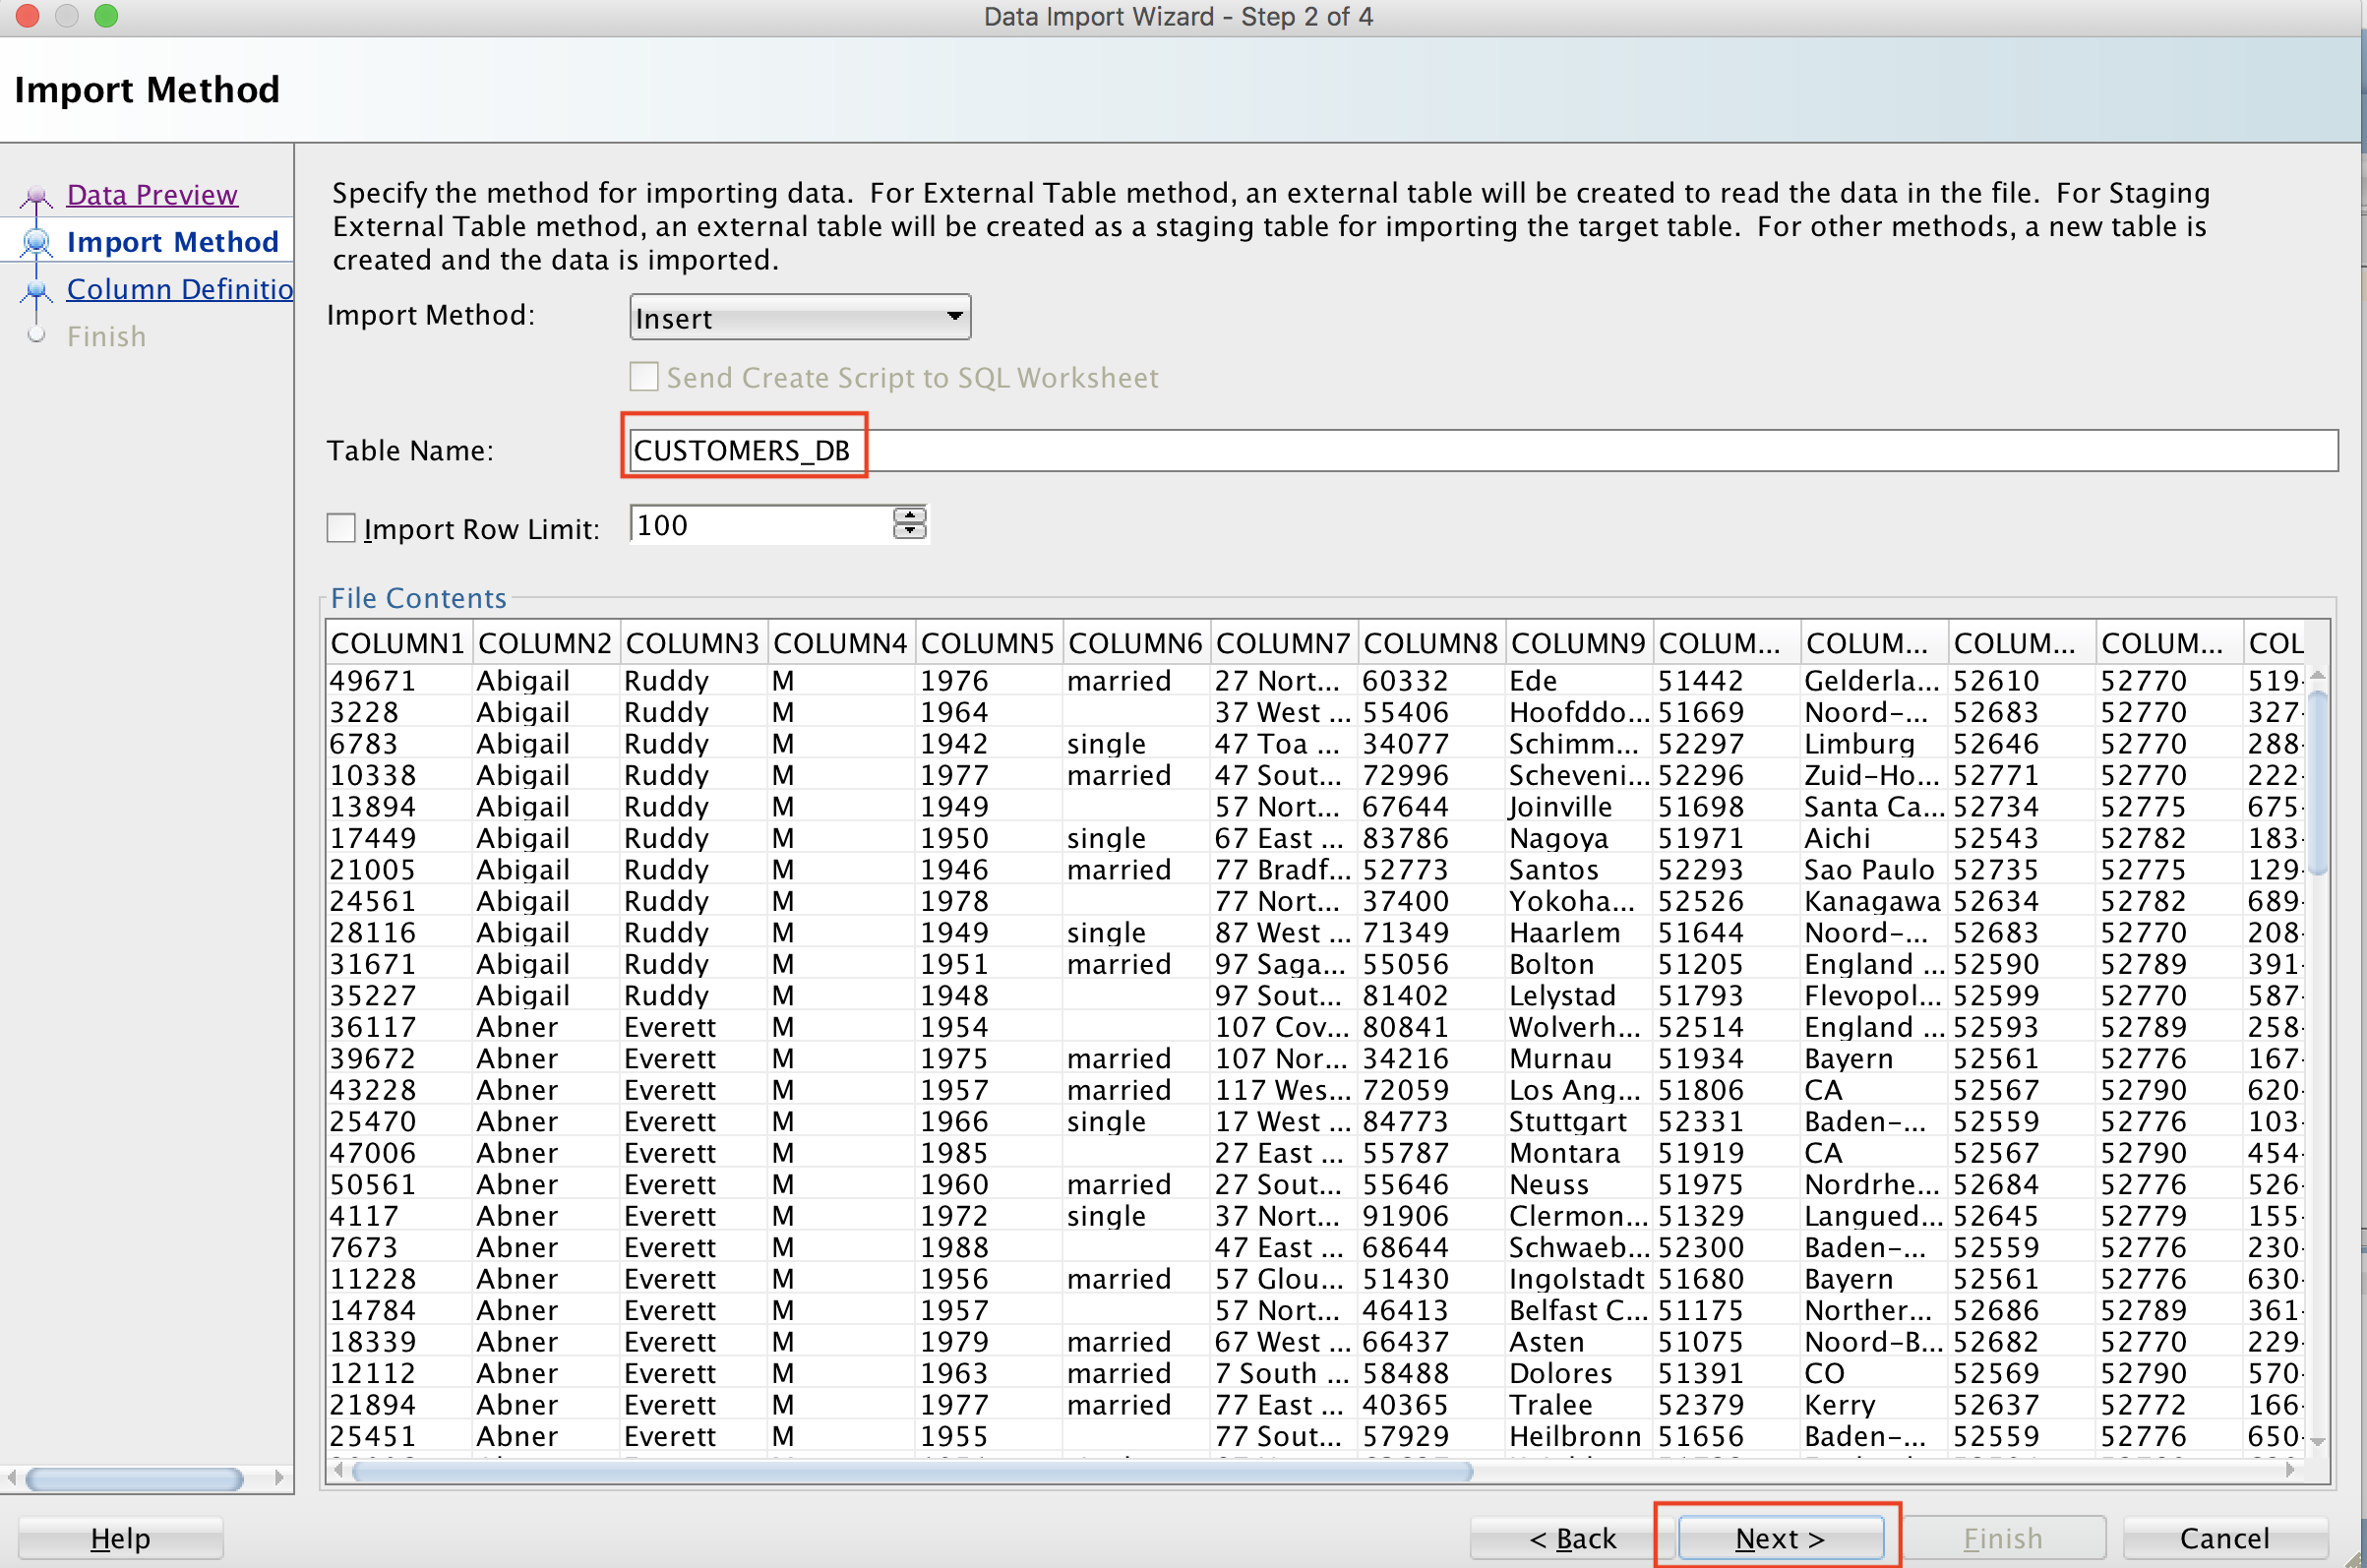 Data Import Wizard - Step 2 of 4
Import Method
Data Preview
Import Method
Column Definitio
Finish
Specify the method for importing data. For External Table method, an external table will be created to read the data in the file. For Staging
External Table method, an external table will be created as a staging table for importing the target table. For other methods, a new table is
created and the data is imported.
Import Method: Insert
Send Create Script to SQL Worksheet
Table Name: CUSTOMERS_DB
Import Row Limit: 100
File Contents
COLUMN1 COLUMN2 COLUMN3 COLUMN4 COLUMN5 COLUMN6 COLUMN7 COLUMN8 COLUMN9 COLUM... COLUM... COLUM... COLUM... COL
49671 Abigail Ruddy M 1976 married 27 Nort... 60332 Ede 51442 Gelderla... 52610 52770 519-
3228 Abigail Ruddy M 1964 37 West ... 55406 Hoofddo... 51669 Noord-... 52683 52770 327-
6783 Abigail Ruddy M 1942 single 47 Toa ... 34077 Schimm... 52297 Limburg 52646 52770 288-
10338 Abigail Ruddy M 1977 married 47 Sout... 72996 Scheveni... 52296 Zuid-Ho... 52771 52770 222-
13894 Abigail Ruddy M 1949 57 Nort... 67644 Joinville 51698 Santa Ca... 52734 52775 675-
17449 Abigail Ruddy M 1950 single 67 East ... 83786 Nagoya 51971 Aichi 52543 52782 183-
21005 Abigail Ruddy M 1946 married 77 Bradf... 52773 Santos 52293 Sao Paulo 52735 52775 129-
24561 Abigail Ruddy M 1978 77 Nort... 37400 Yokoha... 52526 Kanagawa 52634 52782 689-
28116 Abigail Ruddy M 1949 single 87 West ... 71349 Haarlem 51644 Noord-... 52683 52770 208-
31671 Abigail Ruddy M 1951 married 97 Saga... 55056 Bolton 51205 England ... 52590 52789 391-
35227 Abigail Ruddy M 1948 97 Sout... 81402 Lelystad 51793 Flevopol... 52599 52770 587-
36117 Abner Everett M 1954 107 Cov... 80841 Wolverh... 52514 England ... 52593 52789 258-
39672 Abner Everett M 1975 married 107 Nor... 34216 Murnau 51934 Bayern 52561 52776 167-
43228 Abner Everett M 1957 married 117 Wes... 72059 Los Ang... 51806 CA 52567 52790 620-
25470 Abner Everett M 1966 single 17 West ... 84773 Stuttgart 52331 Baden-... 52559 52776 103-
47006 Abner Everett M 1985 27 East ... 55787 Montara 51919 CA 52567 52790 454-
50561 Abner Everett M 1960 married 27 Sout... 55646 Neuss 51975 Nordrhe... 52684 52776 526-
4117 Abner Everett M 1972 single 37 Nort... 91906 Clermon... 51329 Langued... 52645 52779 155-
7673 Abner Everett M 1988 47 East ... 68644 Schwaeb... 52300 Baden-... 52559 52776 230-
11228 Abner Everett M 1956 married 57 Glou... 51430 Ingolstadt 51680 Bayern 52561 52776 630-
14784 Abner Everett M 1957 57 Nort... 46413 Belfast C... 51175 Norther... 52686 52789 361-
18339 Abner Everett M 1979 married 67 West ... 66437 Asten 51075 Noord-B... 52682 52770 229-
12112 Abner Everett M 1963 married 7 South ... 58488 Dolores 51391 CO 52569 52790 570-
21894 Abner Everett M 1977 married 77 East ... 40365 Tralee 52379 Kerry 52637 52772 166-
25451 Abner Everett M 1955 77 Sout... 57929 Heilbronn 51656 Baden-... 52559 52776 650-
Help < Back Next > Finish Cancel